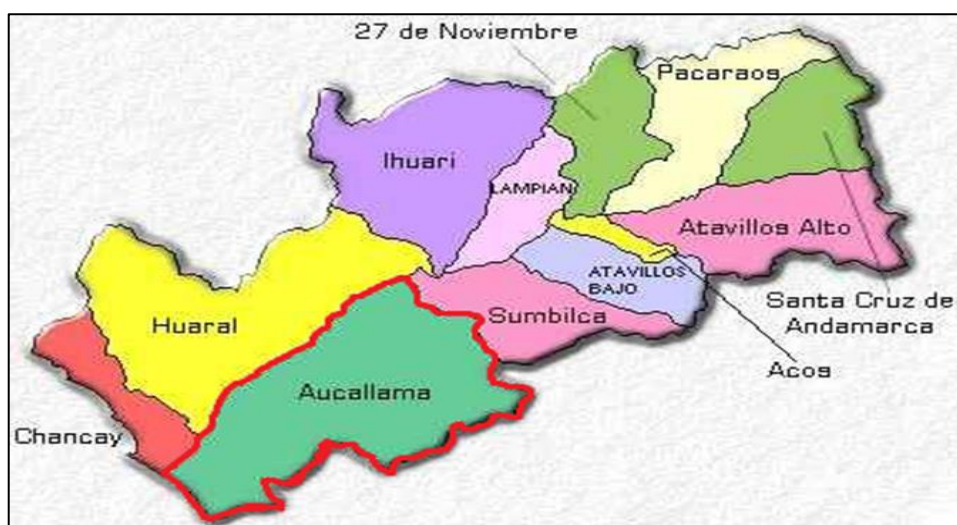 27 de Noviembre
Pacaraos
Ihuari
LAMPIAN
Atavillos Alto
ATAVILLOS
BAJO
Santa Cruz de
Andamarca
Sumbilca
Huaral
Acos
Aucallama
Chancay